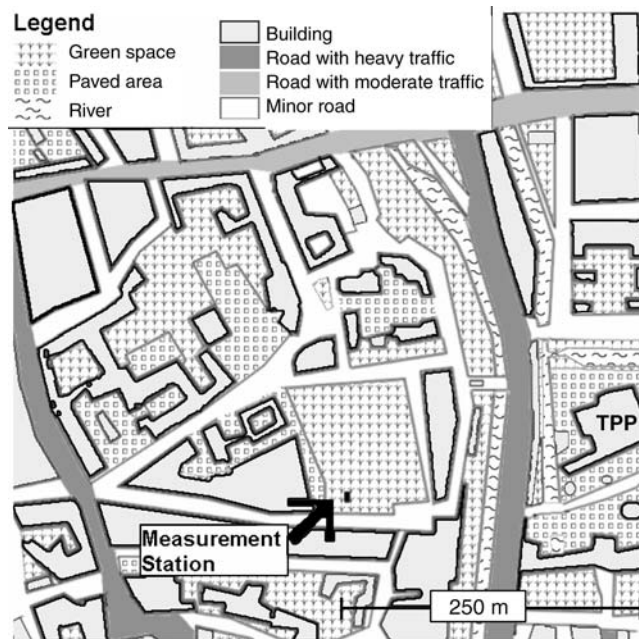 Legend
Green space
Paved area
River
Building
Road with heavy traffic
Road with moderate traffic
Minor road
TPP
Measurement
Station
250 m